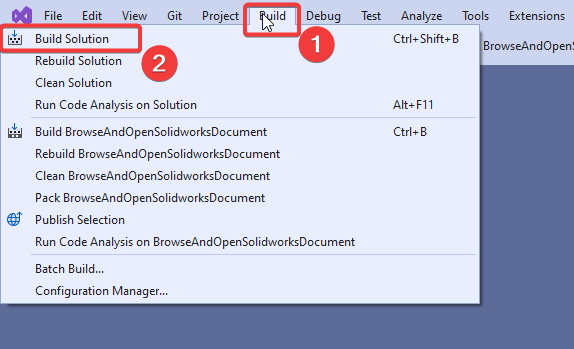 File Edit View Git Project Build Debug Test Analyze Tools Extensions
1
Build Solution Ctrl+Shift+B
BrowseAndOpenSolidworksDocument
2
Rebuild Solution
Clean Solution
Run Code Analysis on Solution Alt+F11
Build BrowseAndOpenSolidworksDocument Ctrl+B
Rebuild BrowseAndOpenSolidworksDocument
Clean BrowseAndOpenSolidworksDocument
Pack BrowseAndOpenSolidworksDocument
Publish Selection
Run Code Analysis on BrowseAndOpenSolidworksDocument
Batch Build...
Configuration Manager...